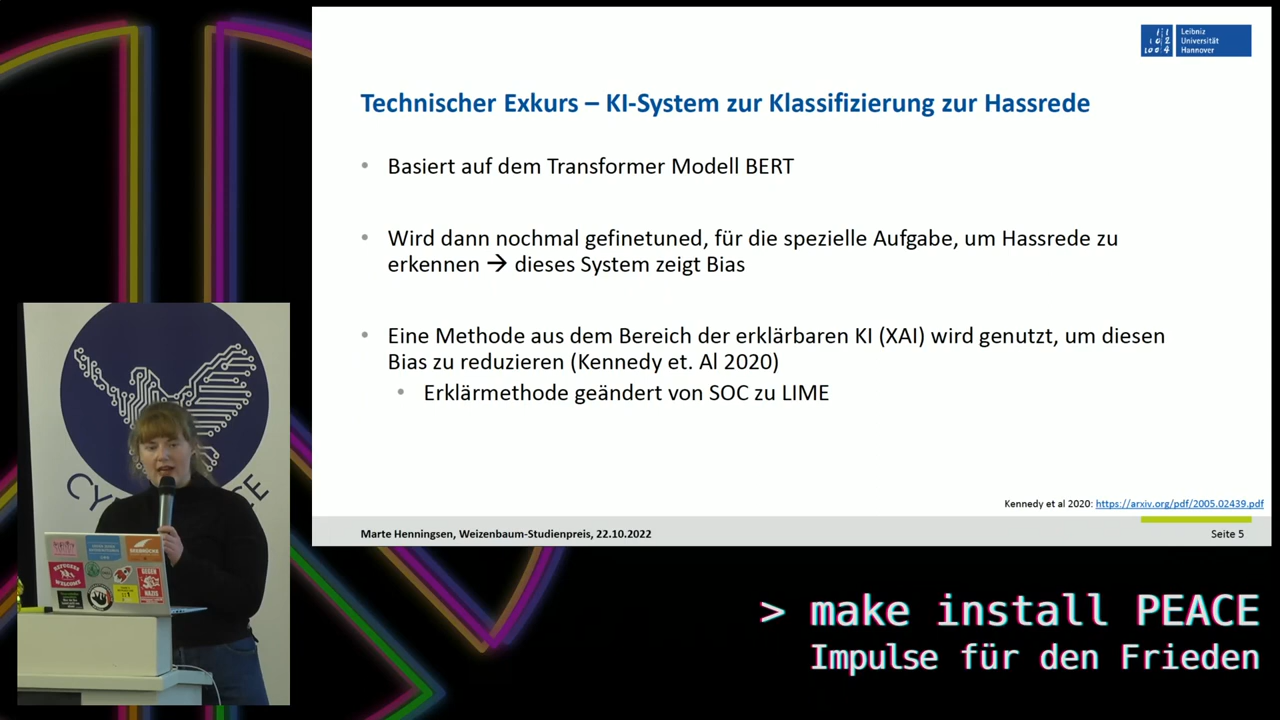 Leibniz
Universität
Hannover
Technischer Exkurs – KI-System zur Klassifizierung zur Hassrede
• Basiert auf dem Transformer Modell BERT
• Wird dann nochmal gefinetuned, für die spezielle Aufgabe, um Hassrede zu
erkennen → dieses System zeigt Bias
• Eine Methode aus dem Bereich der erklärbaren KI (XAI) wird genutzt, um diesen
Bias zu reduzieren (Kennedy et. Al 2020)
• Erklärmethode geändert von SOC zu LIME
Kennedy et al 2020: https://arxiv.org/pdf/2005.02439.pdf
Marte Henningsen, Weizenbaum-Studienpreis, 22.10.2022
Seite 5
REFUGEES
WELCOME
GEGEN
NAZIS
> make install PEACE
Impulse für den Frieden